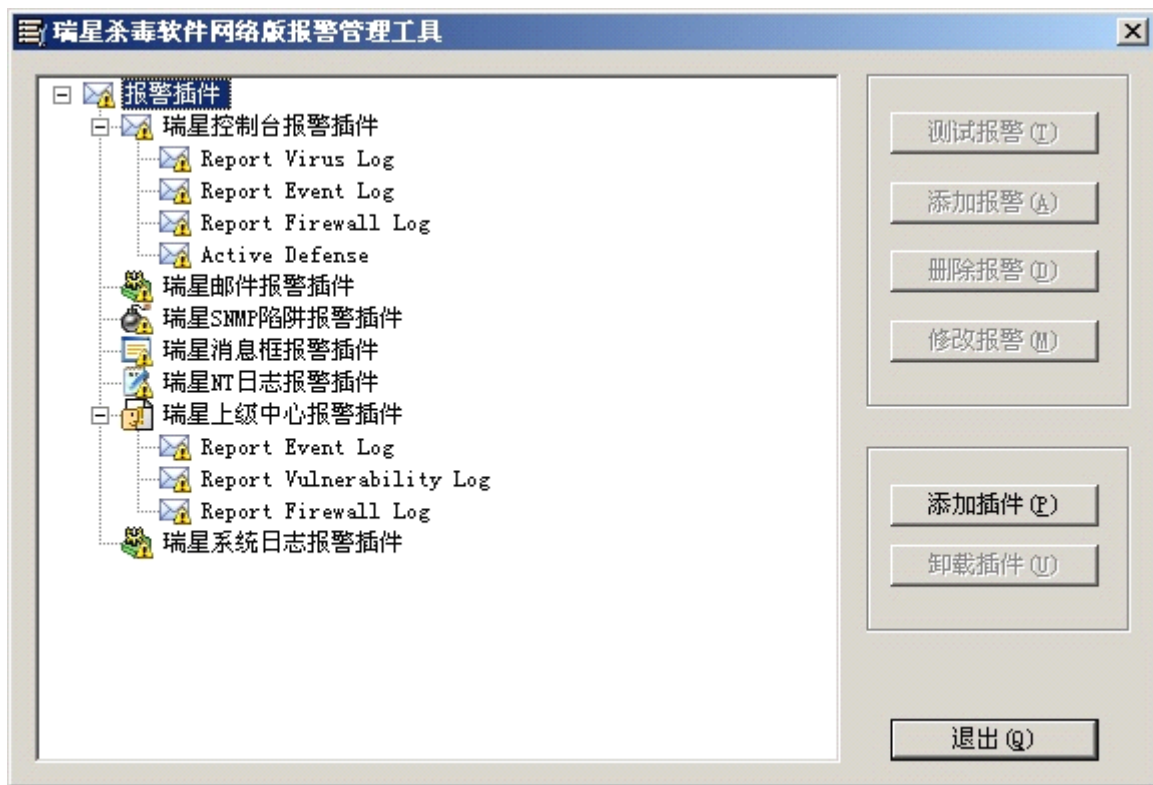 瑞星杀毒软件网络版报警管理工具
报警插件
瑞星控制台报警插件
Report Virus Log
Report Event Log
Report Firewall Log
Active Defense
瑞星邮件报警插件
瑞星SNMP陷阱报警插件
瑞星消息框报警插件
瑞星NT日志报警插件
瑞星上级中心报警插件
Report Event Log
Report Vulnerability Log
Report Firewall Log
瑞星系统日志报警插件
测试报警(T)
添加报警(A)
删除报警(D)
修改报警(M)
添加插件(P)
卸载插件(U)
退出(Q)